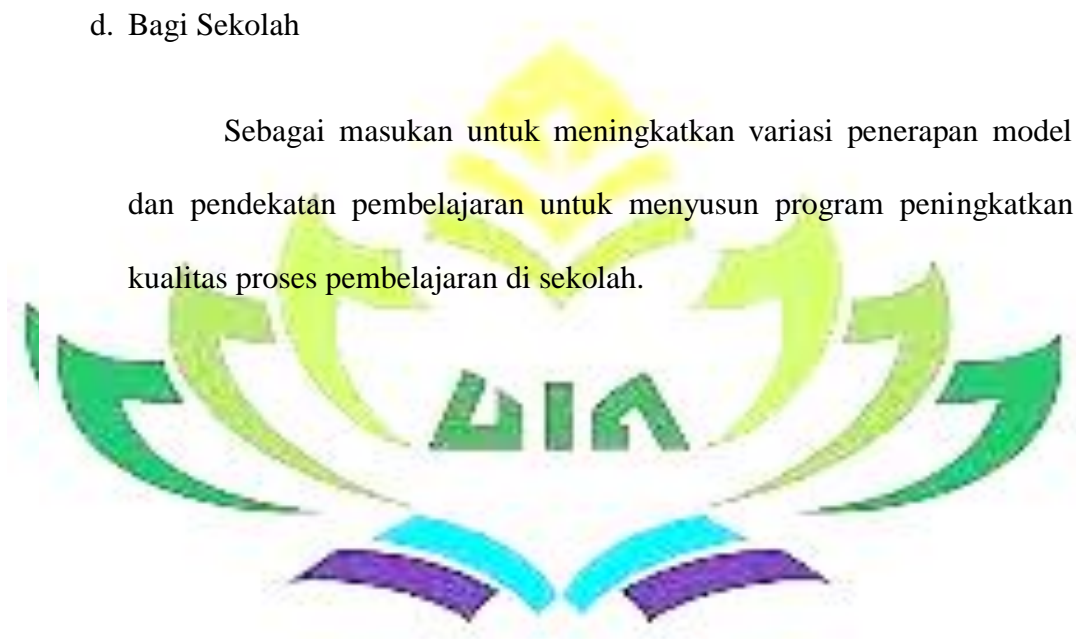 d. Bagi Sekolah
Sebagai masukan untuk meningkatkan variasi penerapan model
dan pendekatan pembelajaran untuk menyusun program peningkatkan
kualitas proses pembelajaran di sekolah.
UIN